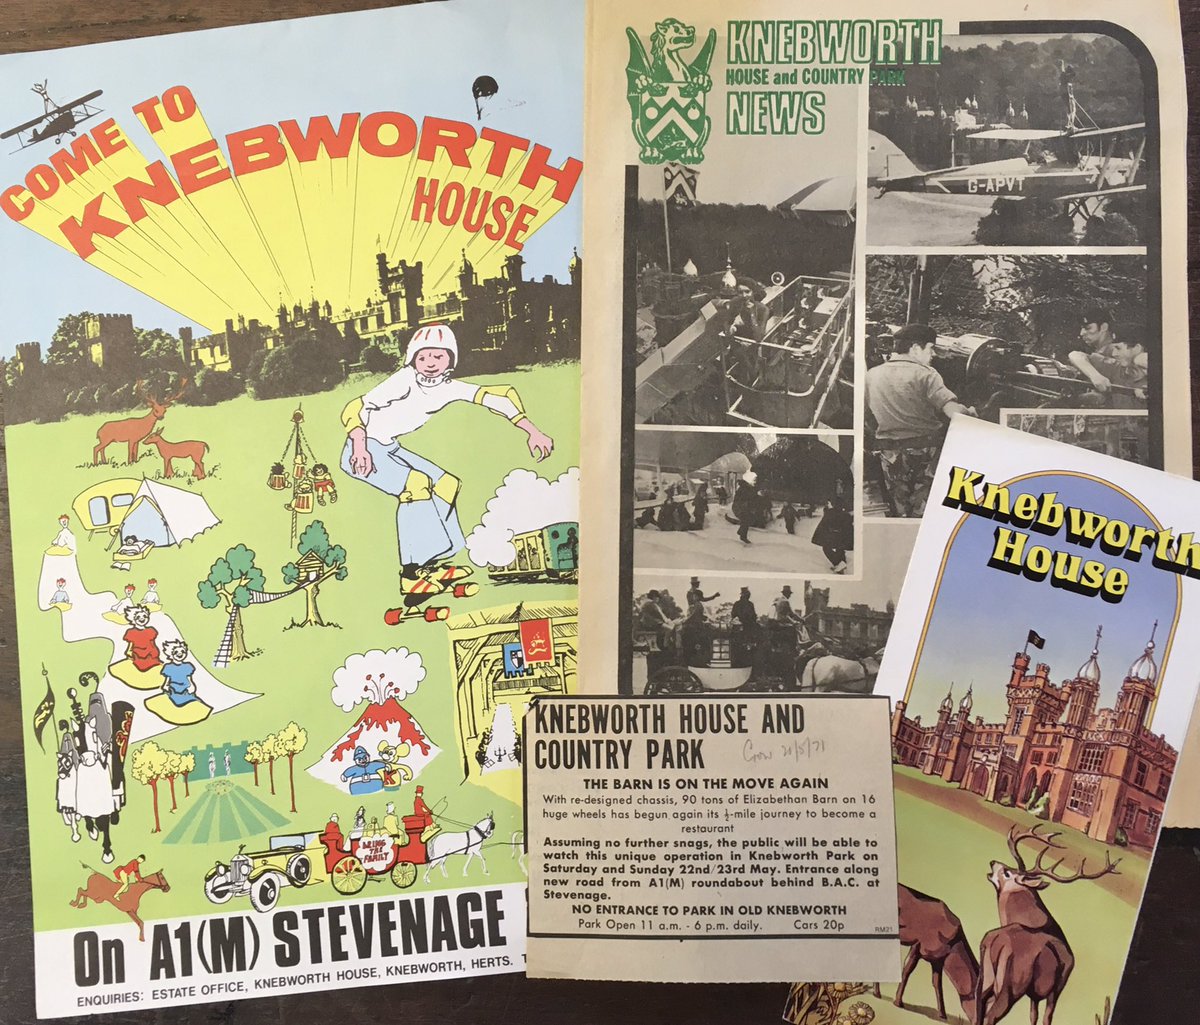 COME TO
KNEBWORTH
HOUSE
BRING THE
FAMILY
On A1(M) STEVENAGE
ENQUIRIES: ESTATE OFFICE, KNEBWORTH HOUSE, KNEBWORTH, HERTS.
KNEBWORTH
HOUSE and COUNTRY PARK
NEWS
G-APVT
KNEBWORTH HOUSE AND
COUNTRY PARK
THE BARN IS ON THE MOVE AGAIN
With re-designed chassis, 90 tons of Elizabethan Barn on 16
huge wheels has begun again its ½-mile journey to become a
restaurant
Assuming no further snags, the public will be able to
watch this unique operation in Knebworth Park on
Saturday and Sunday 22nd/23rd May. Entrance along
new road from A1(M) roundabout behind B.A.C. at
Stevenage.
NO ENTRANCE TO PARK IN OLD KNEBWORTH
Park Open 11 a.m. - 6 p.m. daily. Cars 20p
RM21
Knebworth
House